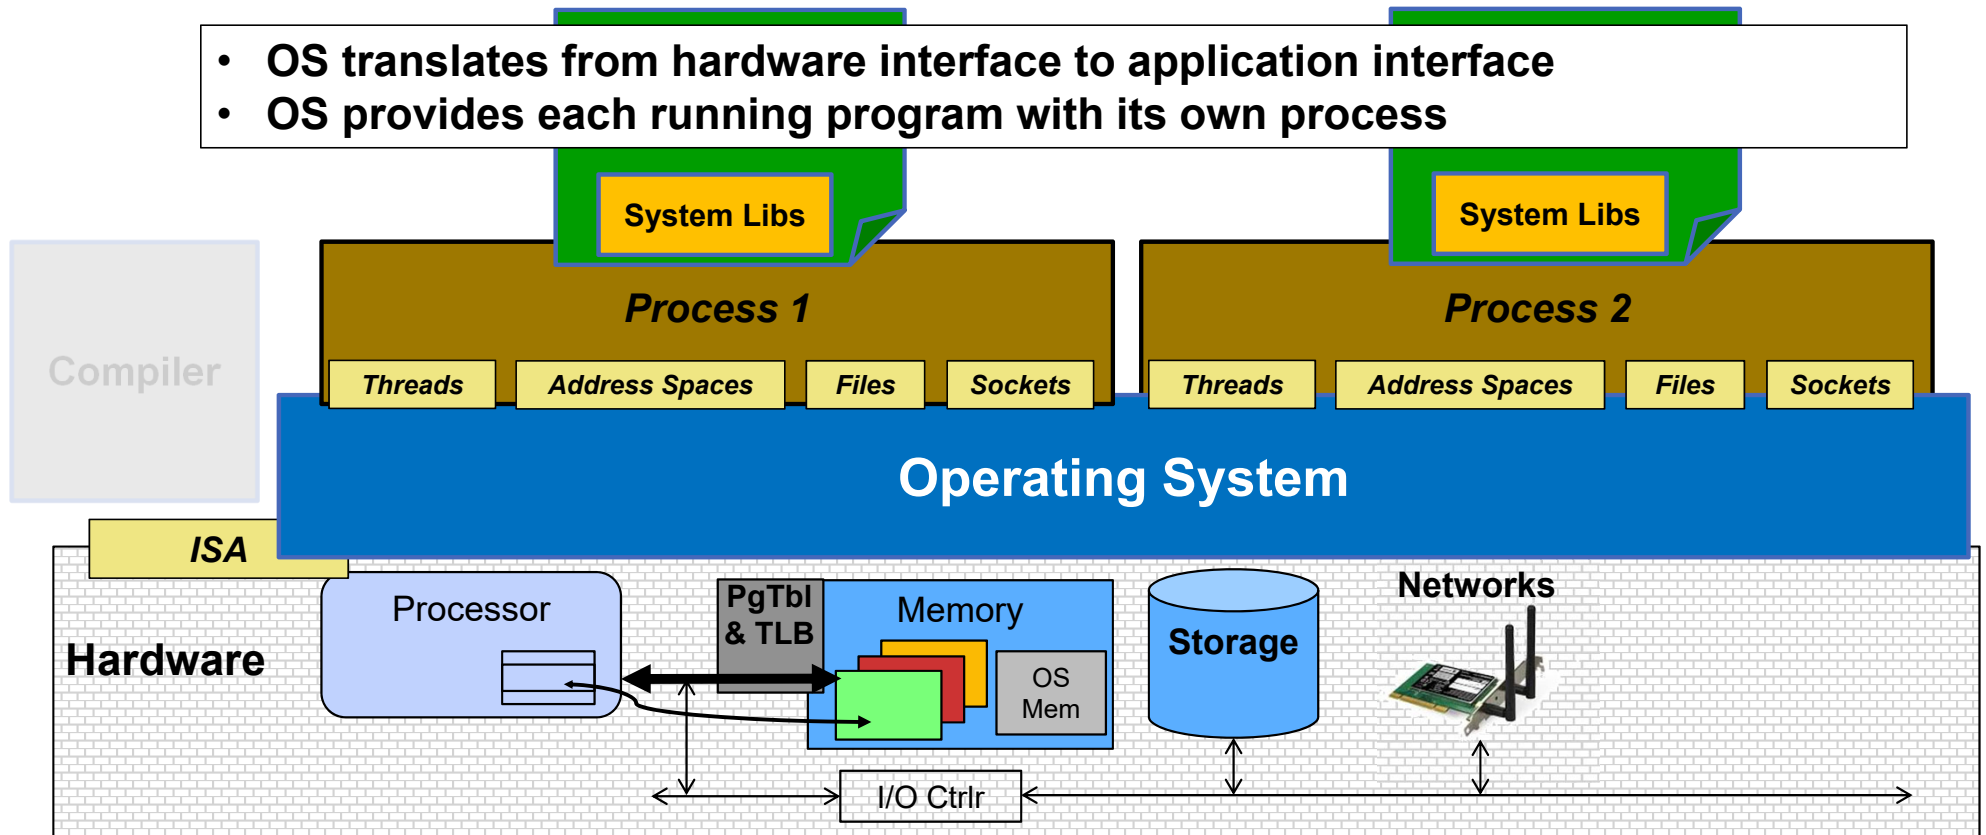 • OS translates from hardware interface to application interface
• OS provides each running program with its own process
System Libs
System Libs
Compiler
Process 1
Process 2
Threads
Address Spaces
Files
Sockets
Threads
Address Spaces
Files
Sockets
Operating System
ISA
Hardware
Processor
PgTbl
& TLB
Memory
OS
Mem
Storage
Networks
I/O Ctrlr